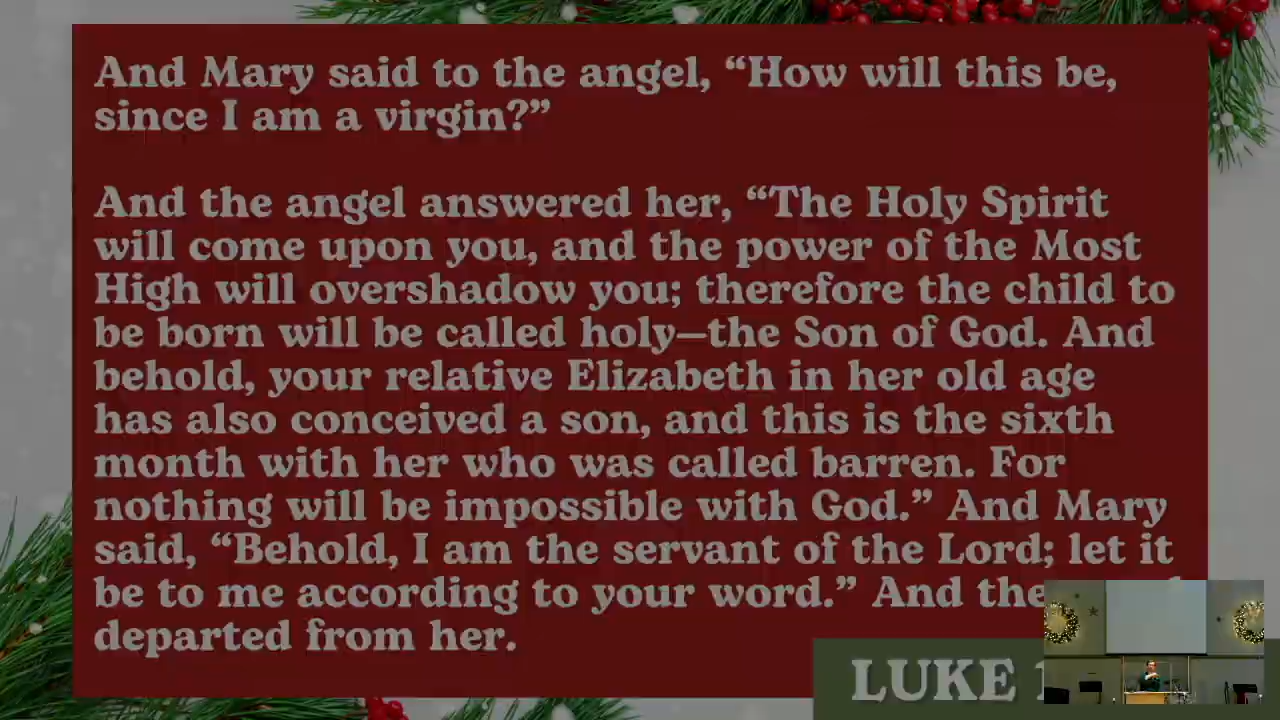 And Mary said to the angel, “How will this be,
since I am a virgin?”
And the angel answered her, “The Holy Spirit
will come upon you, and the power of the Most
High will overshadow you; therefore the child to
be born will be called holy—the Son of God. And
behold, your relative Elizabeth in her old age
has also conceived a son, and this is the sixth
month with her who was called barren. For
nothing will be impossible with God.” And Mary
said, “Behold, I am the servant of the Lord; let it
be to me according to your word.” And the
departed from her.
LUKE